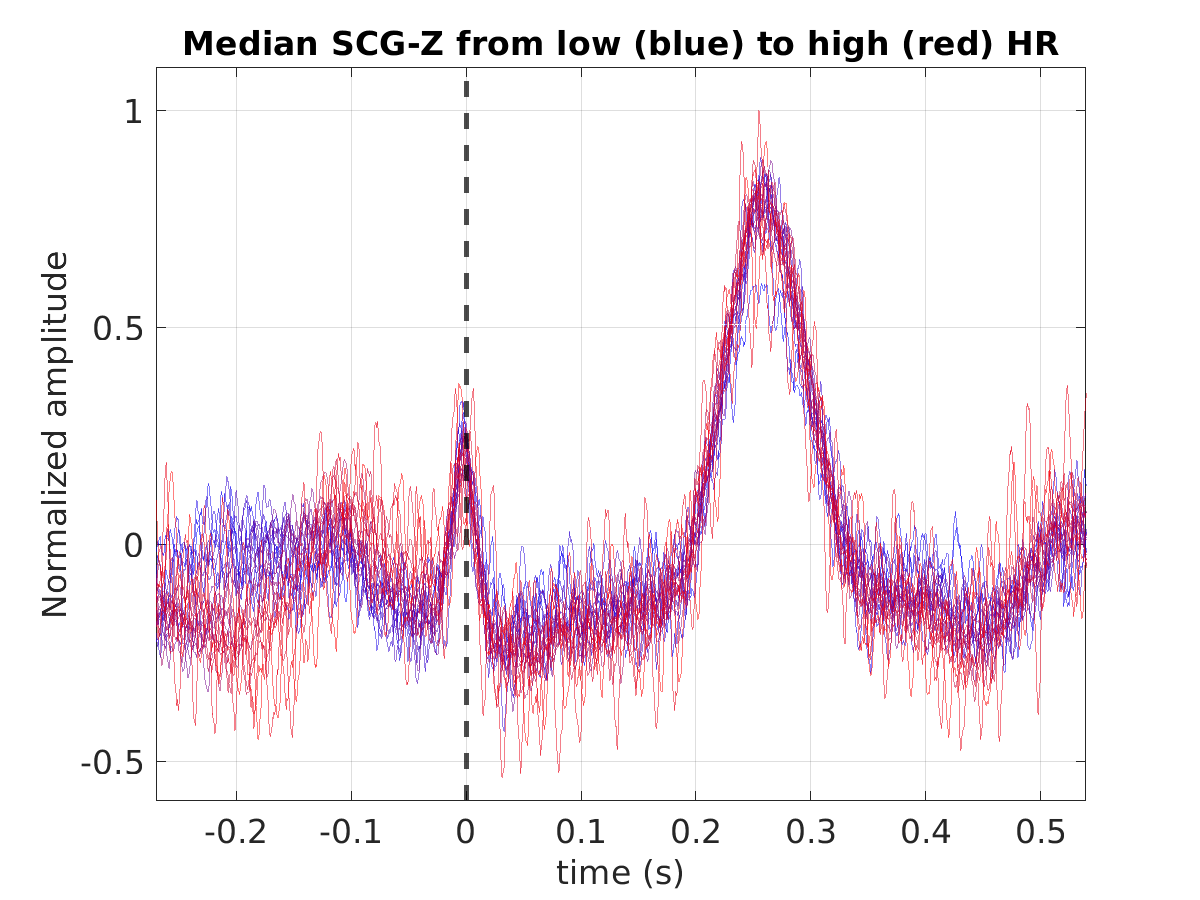 Median SCG-Z from low (blue) to high (red) HR
Normalized amplitude
1
0.5
0
-0.5
-0.2 -0.1 0 0.1 0.2 0.3 0.4 0.5
time (s)